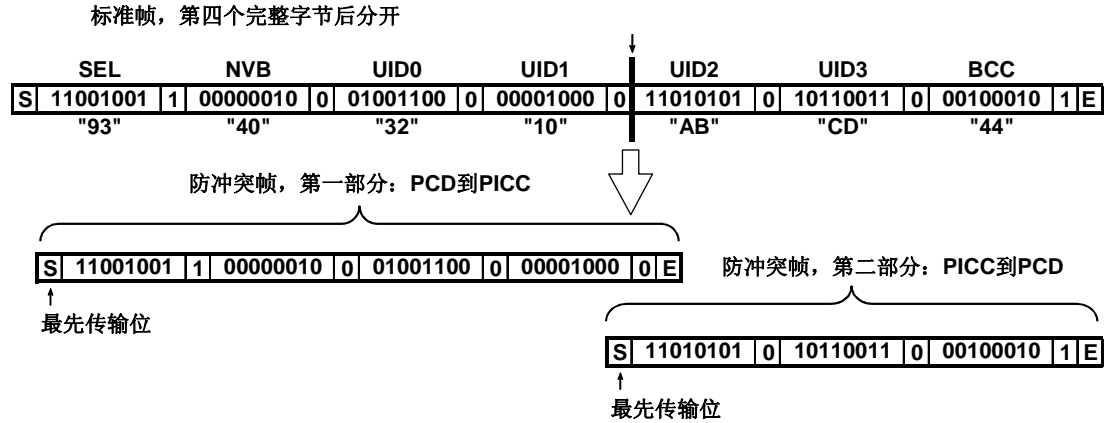 标准帧，第四个完整字节后分开
SEL NVB UID0 UID1 UID2 UID3 BCC
S 11001001 1 00000010 0 01001100 0 00001000 0 11010101 0 10110011 0 00100010 1 E
"93" "40" "32" "10" "AB" "CD" "44"
防冲突帧，第一部分：PCD到PICC
S 11001001 1 00000010 0 01001100 0 00001000 0 E
最先传输位
防冲突帧，第二部分：PICC到PCD
S 11010101 0 10110011 0 00100010 1 E
最先传输位